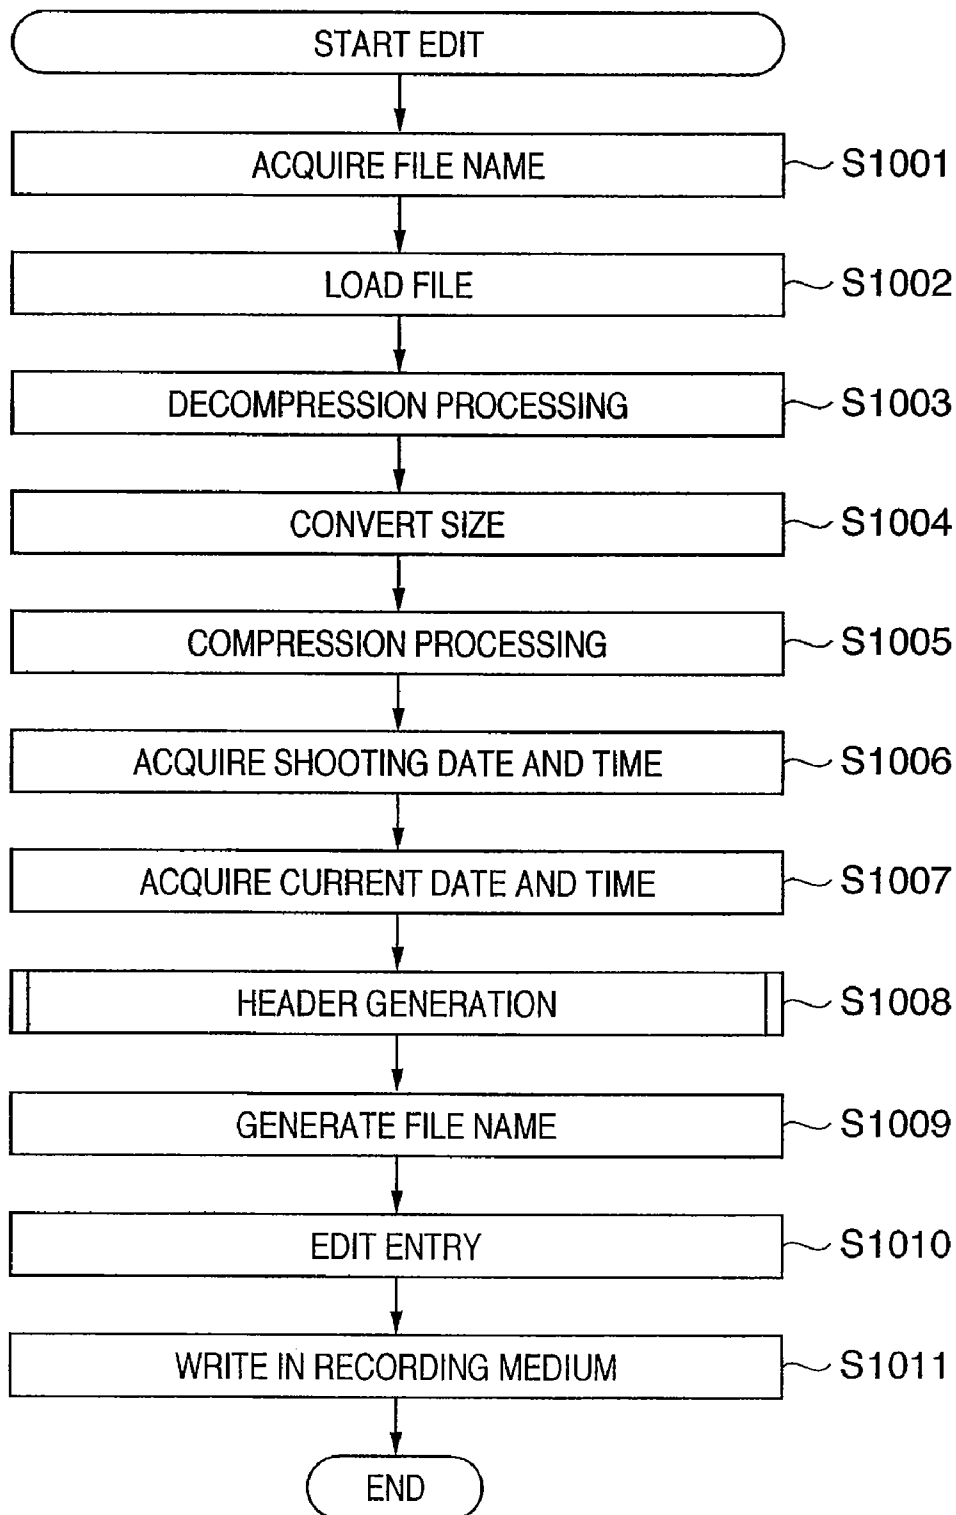 START EDIT
ACQUIRE FILE NAME S1001
LOAD FILE S1002
DECOMPRESSION PROCESSING S1003
CONVERT SIZE S1004
COMPRESSION PROCESSING S1005
ACQUIRE SHOOTING DATE AND TIME S1006
ACQUIRE CURRENT DATE AND TIME S1007
HEADER GENERATION S1008
GENERATE FILE NAME S1009
EDIT ENTRY S1010
WRITE IN RECORDING MEDIUM S1011
END